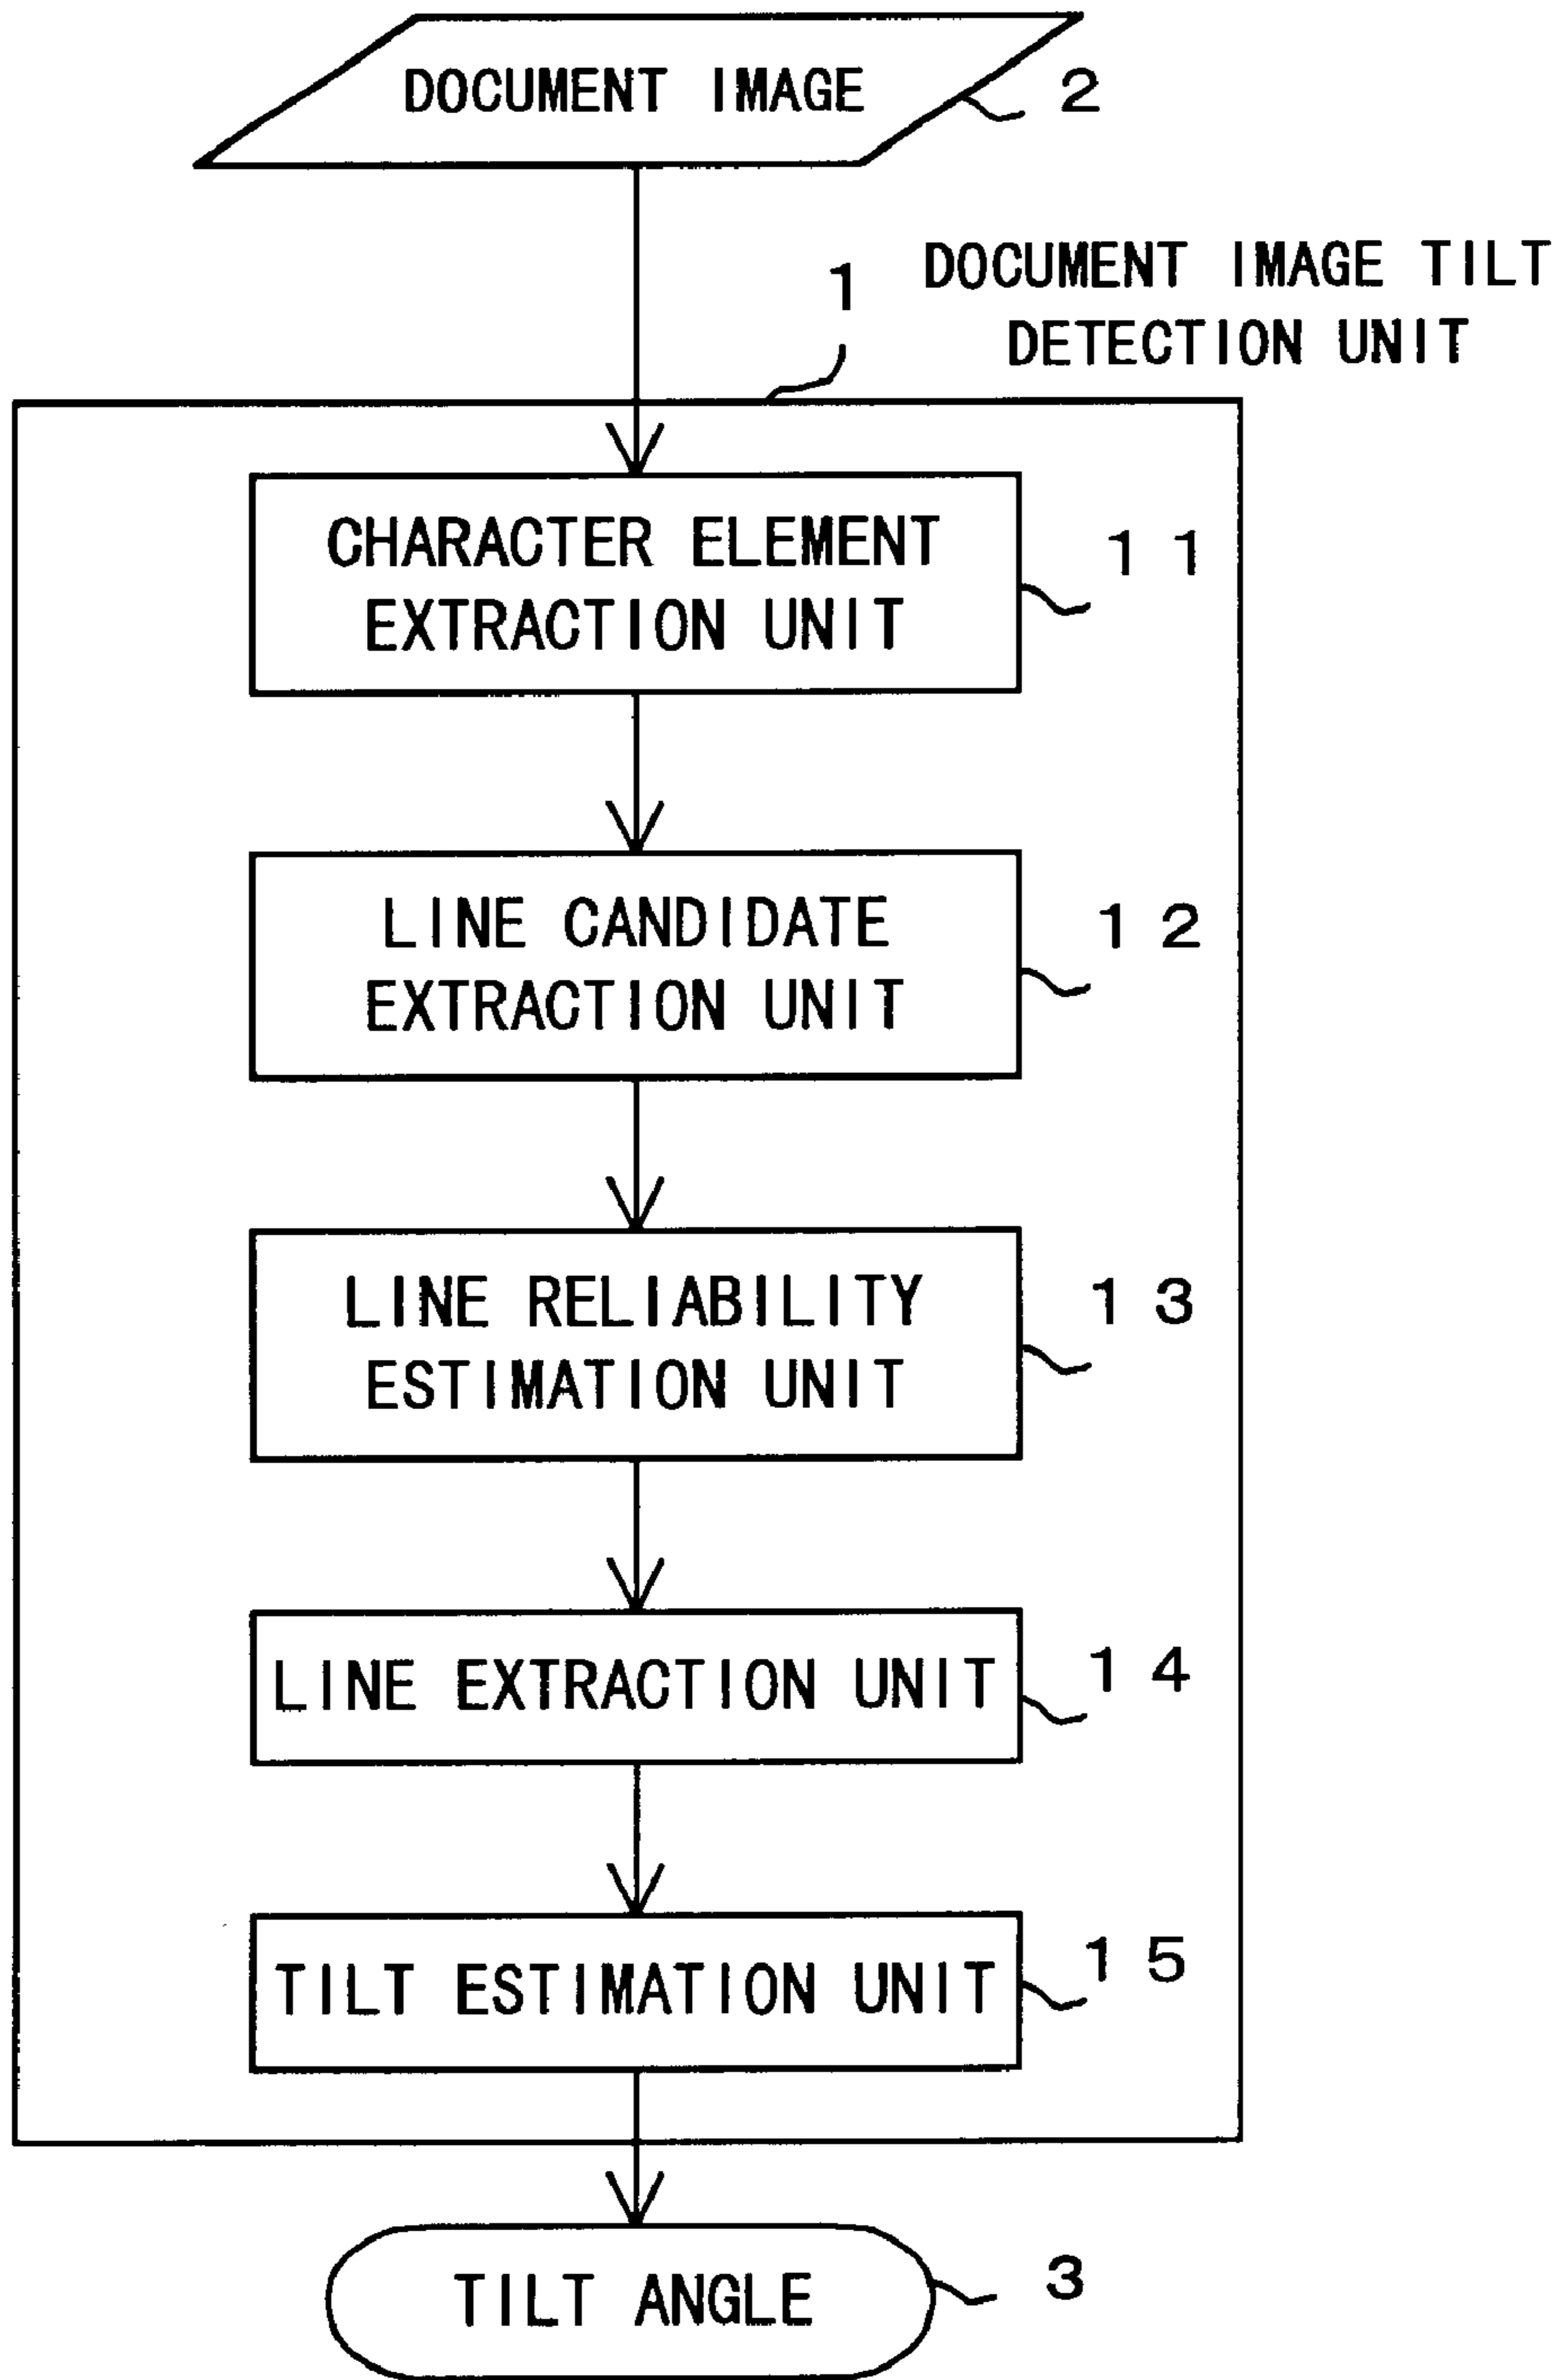 DOCUMENT IMAGE
2
1
DOCUMENT IMAGE TILT
DETECTION UNIT
CHARACTER ELEMENT
EXTRACTION UNIT
11
LINE CANDIDATE
EXTRACTION UNIT
12
LINE RELIABILITY
ESTIMATION UNIT
13
LINE EXTRACTION UNIT
14
TILT ESTIMATION UNIT
15
TILT ANGLE
3